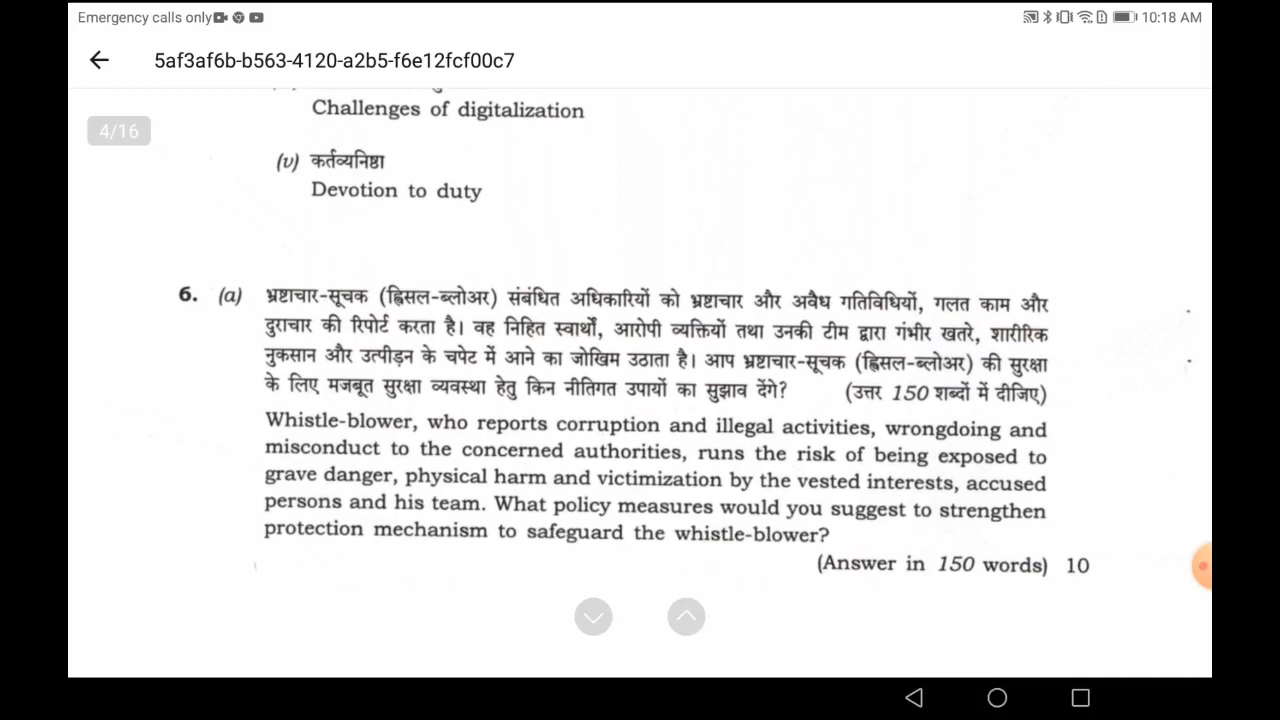 Emergency calls only
10:18 AM
5af3af6b-b563-4120-a2b5-f6e12fcf00c7
4/16
Challenges of digitalization
(v) कर्तव्यनिष्ठा
Devotion to duty
6. (a) भ्रष्टाचार-सूचक (ह्विसल-ब्लोअर) संबंधित अधिकारियों को भ्रष्टाचार और अवैध गतिविधियों, गलत काम और
दुराचार की रिपोर्ट करता है। वह निहित स्वार्थों, आरोपी व्यक्तियों तथा उनकी टीम द्वारा गंभीर खतरे, शारीरिक
नुकसान और उत्पीड़न के चपेट में आने का जोखिम उठाता है। आप भ्रष्टाचार-सूचक (ह्विसल-ब्लोअर) की सुरक्षा
के लिए मजबूत सुरक्षा व्यवस्था हेतु किन नीतिगत उपायों का सुझाव देंगे? (उत्तर 150 शब्दों में दीजिए)
Whistle-blower, who reports corruption and illegal activities, wrongdoing and
misconduct to the concerned authorities, runs the risk of being exposed to
grave danger, physical harm and victimization by the vested interests, accused
persons and his team. What policy measures would you suggest to strengthen
protection mechanism to safeguard the whistle-blower?
(Answer in 150 words) 10